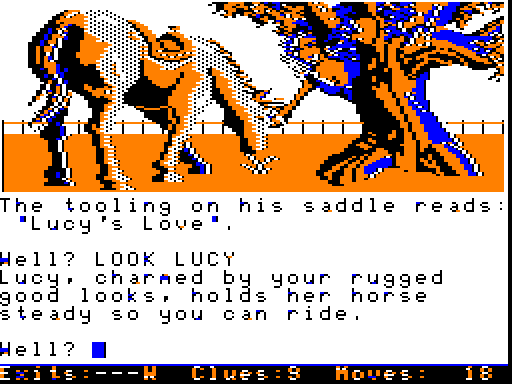 The tooling on his saddle reads:
"Lucy's Love".
Well? LOOK LUCY
Lucy, charmed by your rugged
good looks, holds her horse
steady so you can ride.
Well?
Exits:---W Clues:9 Moves: 18